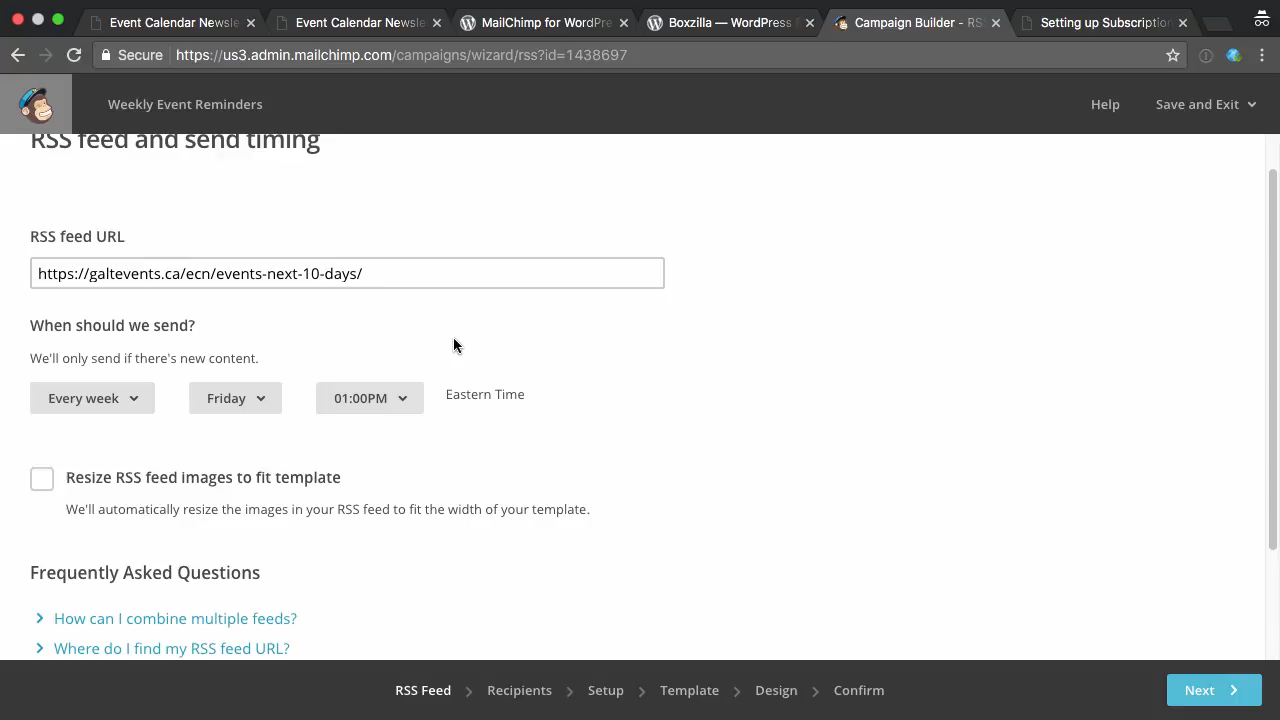 Event Calendar Newsle
Event Calendar Newsle
MailChimp for WordPre
Boxzilla — WordPress
Campaign Builder - RS
Setting up Subscription
Secure
https://us3.admin.mailchimp.com/campaigns/wizard/rss?id=1438697
Weekly Event Reminders
Help
Save and Exit
RSS feed and send timing
RSS feed URL
https://galtevents.ca/ecn/events-next-10-days/
When should we send?
We'll only send if there's new content.
Every week
Friday
01:00PM
Eastern Time
Resize RSS feed images to fit template
We'll automatically resize the images in your RSS feed to fit the width of your template.
Frequently Asked Questions
How can I combine multiple feeds?
Where do I find my RSS feed URL?
RSS Feed
Recipients
Setup
Template
Design
Confirm
Next